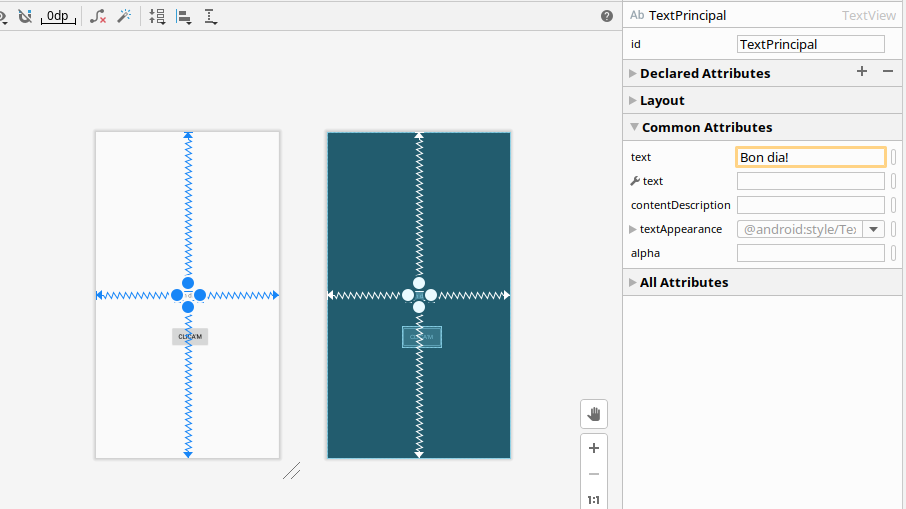 0dp
Ab TextPrincipal TextView
id TextPrincipal
Declared Attributes
Layout
Common Attributes
text Bon dia!
text
contentDescription
textAppearance @android:style/Te
alpha
All Attributes
CLICA'M
CLICA'M
1:1